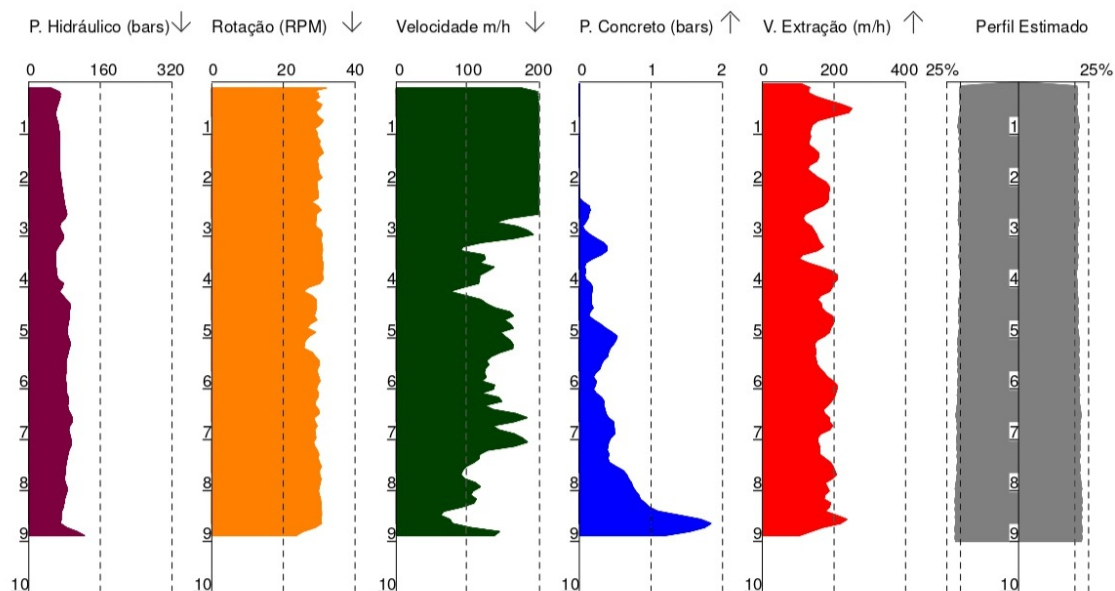 P. Hidráulico (bars) Rotação (RPM) Velocidade m/h P. Concreto (bars) V. Extração (m/h) Perfil Estimado
0 160 320 0 20 40 0 100 200 0 1 2 0 200 400 25% 25%
1 1 1 1 1 1
2 2 2 2 2 2
3 3 3 3 3 3
4 4 4 4 4 4
5 5 5 5 5 5
6 6 6 6 6 6
7 7 7 7 7 7
8 8 8 8 8 8
9 9 9 9 9 9
10 10 10 10 10 10